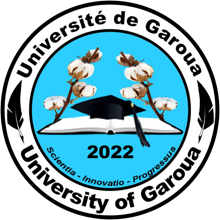 Université de Garoua
2022
Scientia - Innovatio - Progressus
University of Garoua